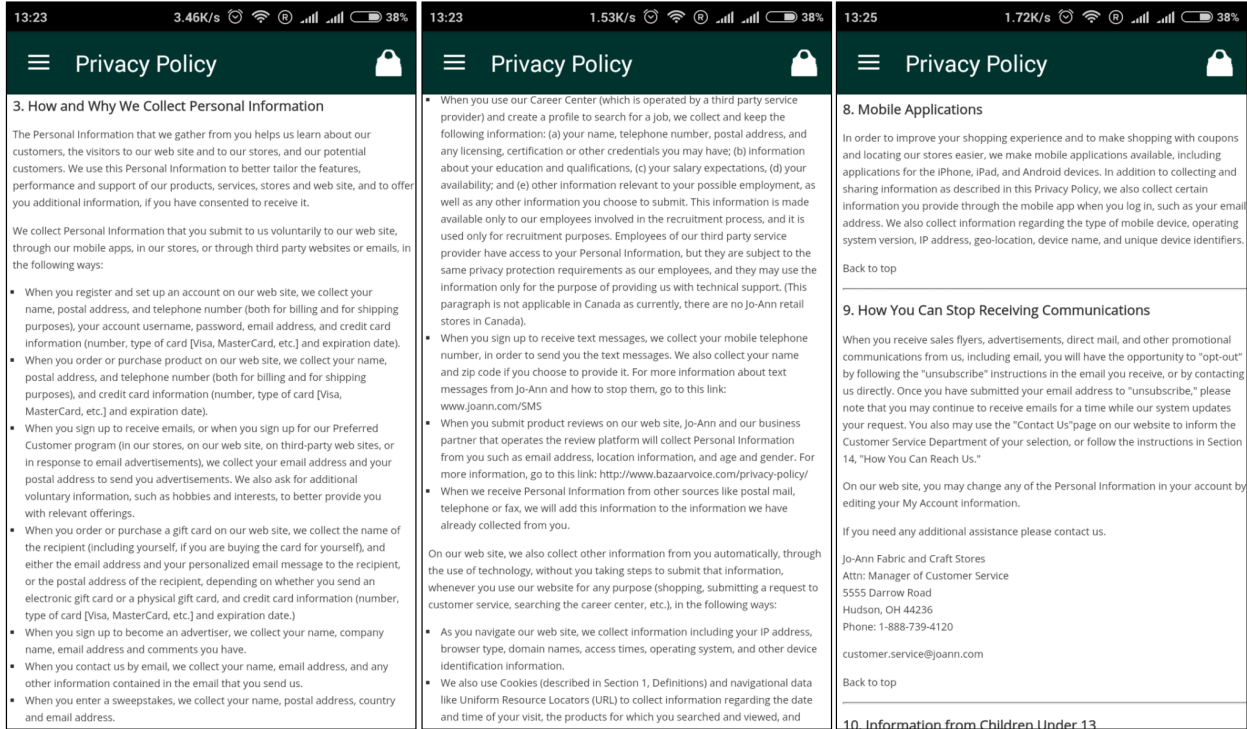 13:23
3.46K/s
38%
Privacy Policy
3. How and Why We Collect Personal Information
The Personal Information that we gather from you helps us learn about our
customers, the visitors to our web site and to our stores, and our potential
customers. We use this Personal Information to better tailor the features,
performance and support of our products, services, stores and web site, and to offer
you additional information, if you have consented to receive it.
We collect Personal Information that you submit to us voluntarily to our web site,
through our mobile apps, in our stores, or through third party websites or emails, in
the following ways:
▪ When you register and set up an account on our web site, we collect your
name, postal address, and telephone number (both for billing and for shipping
purposes), your account username, password, email address, and credit card
information (number, type of card [Visa, MasterCard, etc.] and expiration date).
▪ When you order or purchase product on our web site, we collect your name,
postal address, and telephone number (both for billing and for shipping
purposes), and credit card information (number, type of card [Visa,
MasterCard, etc.] and expiration date).
▪ When you sign up to receive emails, or when you sign up for our Preferred
Customer program (in our stores, on our web site, on third-party web sites, or
in response to email advertisements), we collect your email address and your
postal address to send you advertisements. We also ask for additional
voluntary information, such as hobbies and interests, to better provide you
with relevant offerings.
▪ When you order or purchase a gift card on our web site, we collect the name of
the recipient (including yourself, if you are buying the card for yourself), and
either the email address and your personalized email message to the recipient,
or the postal address of the recipient, depending on whether you send an
electronic gift card or a physical gift card, and credit card information (number,
type of card [Visa, MasterCard, etc.] and expiration date.)
▪ When you sign up to become an advertiser, we collect your name, company
name, email address and comments you have.
▪ When you contact us by email, we collect your name, email address, and any
other information contained in the email that you send us.
▪ When you enter a sweepstakes, we collect your name, postal address, country
and email address.
13:23
1.53K/s
38%
Privacy Policy
▪ When you use our Career Center (which is operated by a third party service
provider) and create a profile to search for a job, we collect and keep the
following information: (a) your name, telephone number, postal address, and
any licensing, certification or other credentials you may have; (b) information
about your education and qualifications, (c) your salary expectations, (d) your
availability; and (e) other information relevant to your possible employment, as
well as any other information you choose to submit. This information is made
available only to our employees involved in the recruitment process, and it is
used only for recruitment purposes. Employees of our third party service
provider have access to your Personal Information, but they are subject to the
same privacy protection requirements as our employees, and they may use the
information only for the purpose of providing us with technical support. (This
paragraph is not applicable in Canada as currently, there are no Jo-Ann retail
stores in Canada).
▪ When you sign up to receive text messages, we collect your mobile telephone
number, in order to send you the text messages. We also collect your name
and zip code if you choose to provide it. For more information about text
messages from Jo-Ann and how to stop them, go to this link:
www.joann.com/SMS
▪ When you submit product reviews on our web site, Jo-Ann and our business
partner that operates the review platform will collect Personal Information
from you such as email address, location information, and age and gender. For
more information, go to this link: http://www.bazaarvoice.com/privacy-policy/
▪ When we receive Personal Information from other sources like postal mail,
telephone or fax, we will add this information to the information we have
already collected from you.
On our web site, we also collect other information from you automatically, through
the use of technology, without you taking steps to submit that information,
whenever you use our website for any purpose (shopping, submitting a request to
customer service, searching the career center, etc.), in the following ways:
▪ As you navigate our web site, we collect information including your IP address,
browser type, domain names, access times, operating system, and other device
identification information.
▪ We also use Cookies (described in Section 1, Definitions) and navigational data
like Uniform Resource Locators (URL) to collect information regarding the date
and time of your visit, the products for which you searched and viewed, and
13:25
1.72K/s
38%
Privacy Policy
8. Mobile Applications
In order to improve your shopping experience and to make shopping with coupons
and locating our stores easier, we make mobile applications available, including
applications for the iPhone, iPad, and Android devices. In addition to collecting and
sharing information as described in this Privacy Policy, we also collect certain
information you provide through the mobile app when you log in, such as your email
address. We also collect information regarding the type of mobile device, operating
system version, IP address, geo-location, device name, and unique device identifiers.
Back to top
9. How You Can Stop Receiving Communications
When you receive sales flyers, advertisements, direct mail, and other promotional
communications from us, including email, you will have the opportunity to "opt-out"
by following the "unsubscribe" instructions in the email you receive, or by contacting
us directly. Once you have submitted your email address to "unsubscribe," please
note that you may continue to receive emails for a time while our system updates
your request. You also may use the "Contact Us"page on our website to inform the
Customer Service Department of your selection, or follow the instructions in Section
14, "How You Can Reach Us."
On our web site, you may change any of the Personal Information in your account by
editing your My Account information.
If you need any additional assistance please contact us.
Jo-Ann Fabric and Craft Stores
Attn: Manager of Customer Service
5555 Darrow Road
Hudson, OH 44236
Phone: 1-888-739-4120
customer.service@joann.com
Back to top
10. Information from Children Under 13